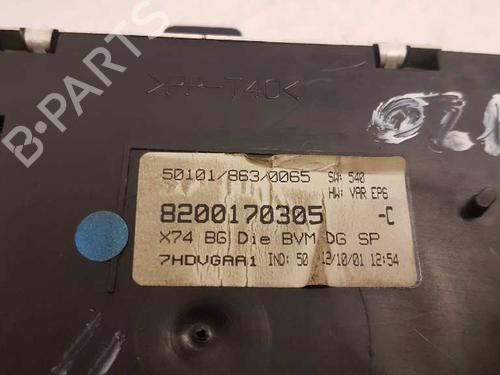 B-PARTS
>PP-T40<
50101/863/0065 SW: 540
HW: VAR EP6
8200170305 -C
X74 BG Die BVM DG SP
7HDVGAA1 IND: 50 12/10/01 12:54